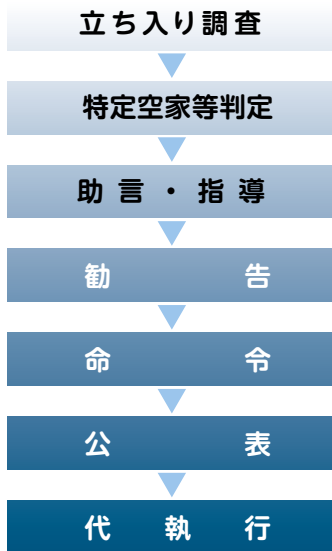 立ち入り調査
特定空家等判定
助言・指導
勧告
命令
公表
代執行